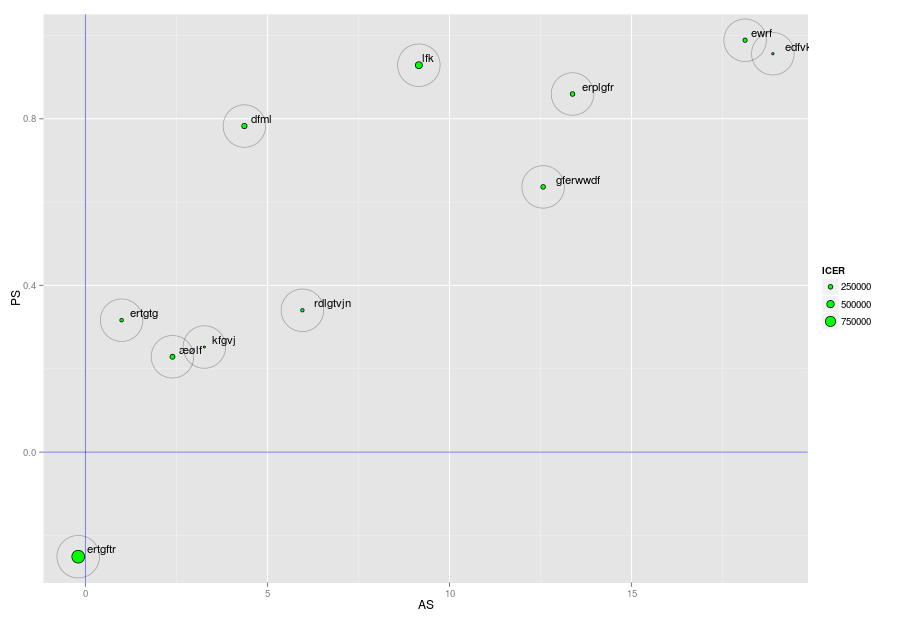 ewrf
edfvk
lfk
erplgfr
dfml
0.8
gferwwdf
ICER
250000
500000
750000
PS
0.4
rdlgtvjn
ertgtg
kfgvj
æølf
0.0
ertgftr
0
5
10
15
AS